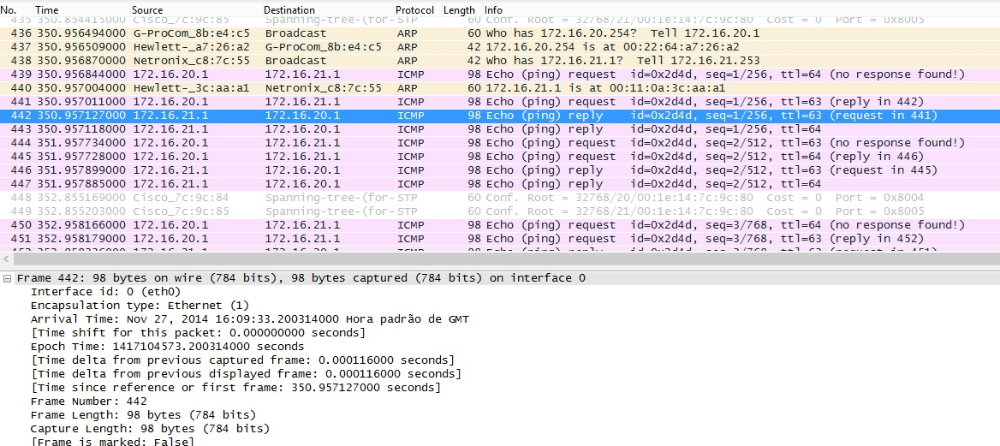 No. Time Source Destination Protocol Length Info
435 350.854415000 Cisco_7c:9c:85 Spanning-tree-(for- STP 60 Conf. Root = 32768/21/00:1e:14:7c:9c:80 Cost = 0 Port = 0x8005
436 350.956494000 G-ProCom_8b:e4:c5 Broadcast ARP 60 Who has 172.16.20.254? Tell 172.16.20.1
437 350.956509000 Hewlett-_a7:26:a2 G-ProCom_8b:e4:c5 ARP 42 172.16.20.254 is at 00:22:64:a7:26:a2
438 350.956870000 Netronix_c8:7c:55 Broadcast ARP 42 Who has 172.16.21.1? Tell 172.16.21.253
439 350.956844000 172.16.20.1 172.16.21.1 ICMP 98 Echo (ping) request id=0x2d4d, seq=1/256, ttl=64 (no response found!)
440 350.957004000 Hewlett-_3c:aa:a1 Netronix_c8:7c:55 ARP 60 172.16.21.1 is at 00:11:0a:3c:aa:a1
441 350.957011000 172.16.20.1 172.16.21.1 ICMP 98 Echo (ping) request id=0x2d4d, seq=1/256, ttl=63 (reply in 442)
442 350.957127000 172.16.21.1 172.16.20.1 ICMP 98 Echo (ping) reply id=0x2d4d, seq=1/256, ttl=63 (request in 441)
443 350.957118000 172.16.21.1 172.16.20.1 ICMP 98 Echo (ping) reply id=0x2d4d, seq=1/256, ttl=64
444 351.957734000 172.16.20.1 172.16.21.1 ICMP 98 Echo (ping) request id=0x2d4d, seq=2/512, ttl=63 (no response found!)
445 351.957728000 172.16.20.1 172.16.21.1 ICMP 98 Echo (ping) request id=0x2d4d, seq=2/512, ttl=64 (reply in 446)
446 351.957899000 172.16.21.1 172.16.20.1 ICMP 98 Echo (ping) reply id=0x2d4d, seq=2/512, ttl=63 (request in 445)
447 351.957885000 172.16.21.1 172.16.20.1 ICMP 98 Echo (ping) reply id=0x2d4d, seq=2/512, ttl=64
448 352.855169000 Cisco_7c:9c:84 Spanning-tree-(for- STP 60 Conf. Root = 32768/20/00:1e:14:7c:9c:80 Cost = 0 Port = 0x8004
449 352.855203000 Cisco_7c:9c:85 Spanning-tree-(for- STP 60 Conf. Root = 32768/21/00:1e:14:7c:9c:80 Cost = 0 Port = 0x8005
450 352.958166000 172.16.20.1 172.16.21.1 ICMP 98 Echo (ping) request id=0x2d4d, seq=3/768, ttl=64 (no response found!)
451 352.958179000 172.16.20.1 172.16.21.1 ICMP 98 Echo (ping) request id=0x2d4d, seq=3/768, ttl=63 (reply in 452)
Frame 442: 98 bytes on wire (784 bits), 98 bytes captured (784 bits) on interface 0
Interface id: 0 (eth0)
Encapsulation type: Ethernet (1)
Arrival Time: Nov 27, 2014 16:09:33.200314000 Hora padrão de GMT
[Time shift for this packet: 0.000000000 seconds]
Epoch Time: 1417104573.200314000 seconds
[Time delta from previous captured frame: 0.000116000 seconds]
[Time delta from previous displayed frame: 0.000116000 seconds]
[Time since reference or first frame: 350.957127000 seconds]
Frame Number: 442
Frame Length: 98 bytes (784 bits)
Capture Length: 98 bytes (784 bits)
[Frame is marked: False]